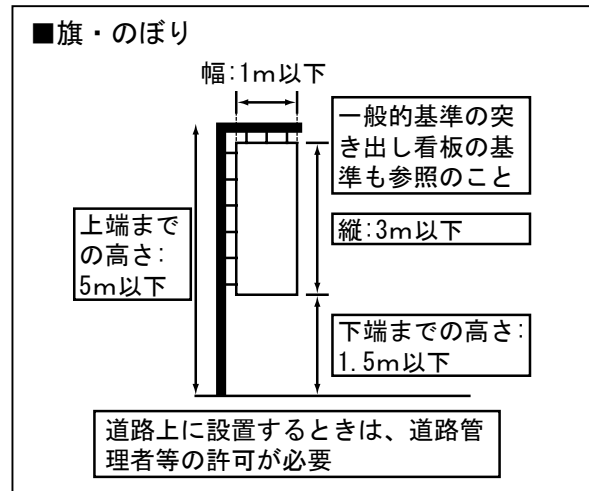 ■旗・のぼり
幅:1m以下
一般的基準の突
き出し看板の基
準も参照のこと
上端まで
の高さ:
5m以下
縦:3m以下
下端までの高さ:
1.5m以下
道路上に設置するときは、道路管
理者等の許可が必要